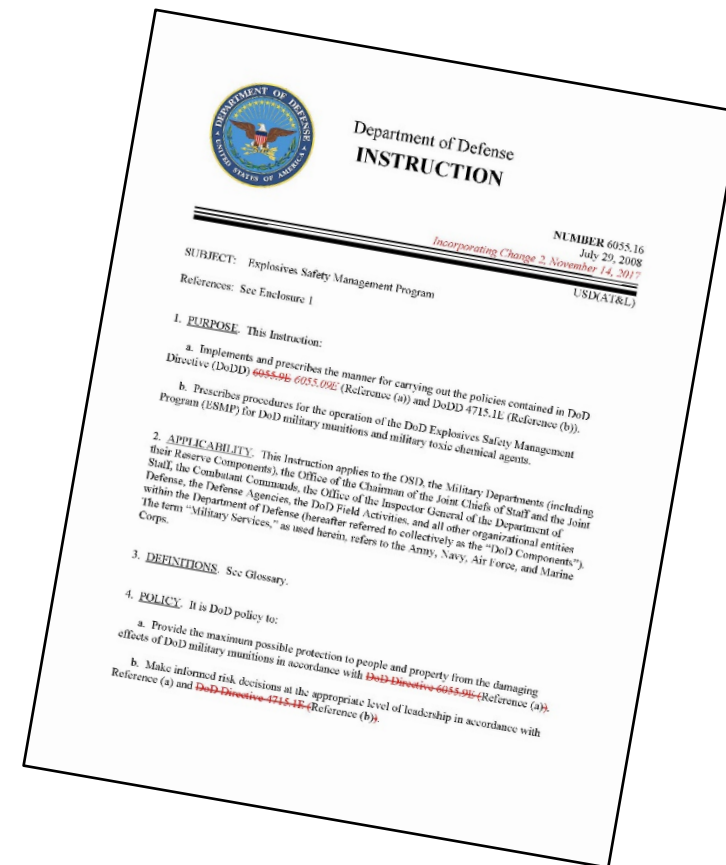 DEPARTMENT OF DEFENSE
UNITED STATES OF AMERICA
Department of Defense
INSTRUCTION
NUMBER 6055.16
July 29, 2008
Incorporating Change 2, November 14, 2017
USD(AT&L)
SUBJECT: Explosives Safety Management Program
References: See Enclosure 1
1. PURPOSE. This Instruction:
a. Implements and prescribes the manner for carrying out the policies contained in DoD
Directive (DoDD) 6055.9E 6055.09E (Reference (a)) and DoDD 4715.1E (Reference (b)).
b. Prescribes procedures for the operation of the DoD Explosives Safety Management
Program (ESMP) for DoD military munitions and military toxic chemical agents.
2. APPLICABILITY. This Instruction applies to the OSD, the Military Departments (including
their Reserve Components), the Office of the Chairman of the Joint Chiefs of Staff and the Joint
Staff, the Combatant Commands, the Office of the Inspector General of the Department of
Defense, the Defense Agencies, the DoD Field Activities, and all other organizational entities
within the Department of Defense (hereafter referred to collectively as the “DoD Components”).
The term “Military Services,” as used herein, refers to the Army, Navy, Air Force, and Marine
Corps.
3. DEFINITIONS. See Glossary.
4. POLICY. It is DoD policy to:
a. Provide the maximum possible protection to people and property from the damaging
effects of DoD military munitions in accordance with DoD Directive 6055.9E (Reference (a)).
b. Make informed risk decisions at the appropriate level of leadership in accordance with
Reference (a) and DoD Directive 4715.1E (Reference (b)).